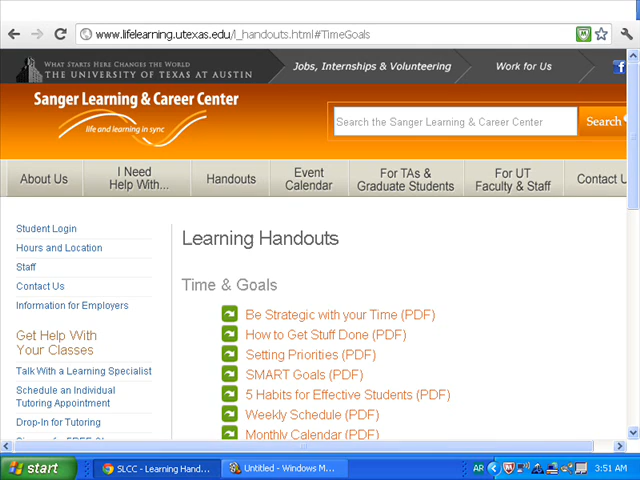 www.lifelearning.utexas.edu/l_handouts.html#TimeGoals
WHAT STARTS HERE CHANGES THE WORLD
THE UNIVERSITY OF TEXAS AT AUSTIN
Jobs, Internships & Volunteering
Work for Us
f
Sanger Learning & Career Center
life and learning in sync
Search the Sanger Learning & Career Center
Search
About Us
I Need
Help With...
Handouts
Event
Calendar
For TAs &
Graduate Students
For UT
Faculty & Staff
Contact U
Student Login
Hours and Location
Staff
Contact Us
Information for Employers
Get Help With
Your Classes
Talk With a Learning Specialist
Schedule an Individual
Tutoring Appointment
Drop-In for Tutoring
Learning Handouts
Time & Goals
Be Strategic with your Time (PDF)
How to Get Stuff Done (PDF)
Setting Priorities (PDF)
SMART Goals (PDF)
5 Habits for Effective Students (PDF)
Weekly Schedule (PDF)
Monthly Calendar (PDF)
start
SLCC - Learning Hand...
Untitled - Windows M...
AR
3:51 AM